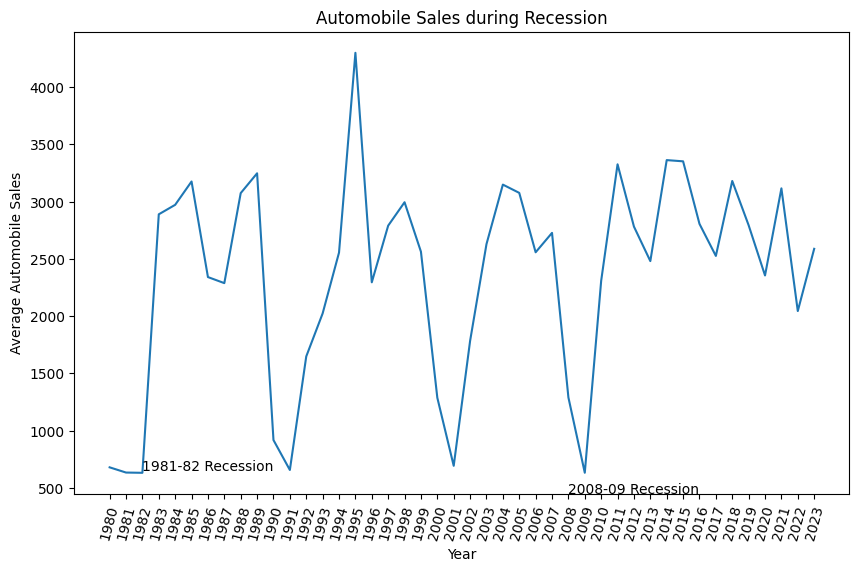 Automobile Sales during Recession
Average Automobile Sales
4000
3500
3000
2500
2000
1500
1000
500
1981-82 Recession
2008-09 Recession
1980 1981 1982 1983 1984 1985 1986 1987 1988 1989 1990 1991 1992 1993 1994 1995 1996 1997 1998 1999 2000 2001 2002 2003 2004 2005 2006 2007 2008 2009 2010 2011 2012 2013 2014 2015 2016 2017 2018 2019 2020 2021 2022 2023
Year